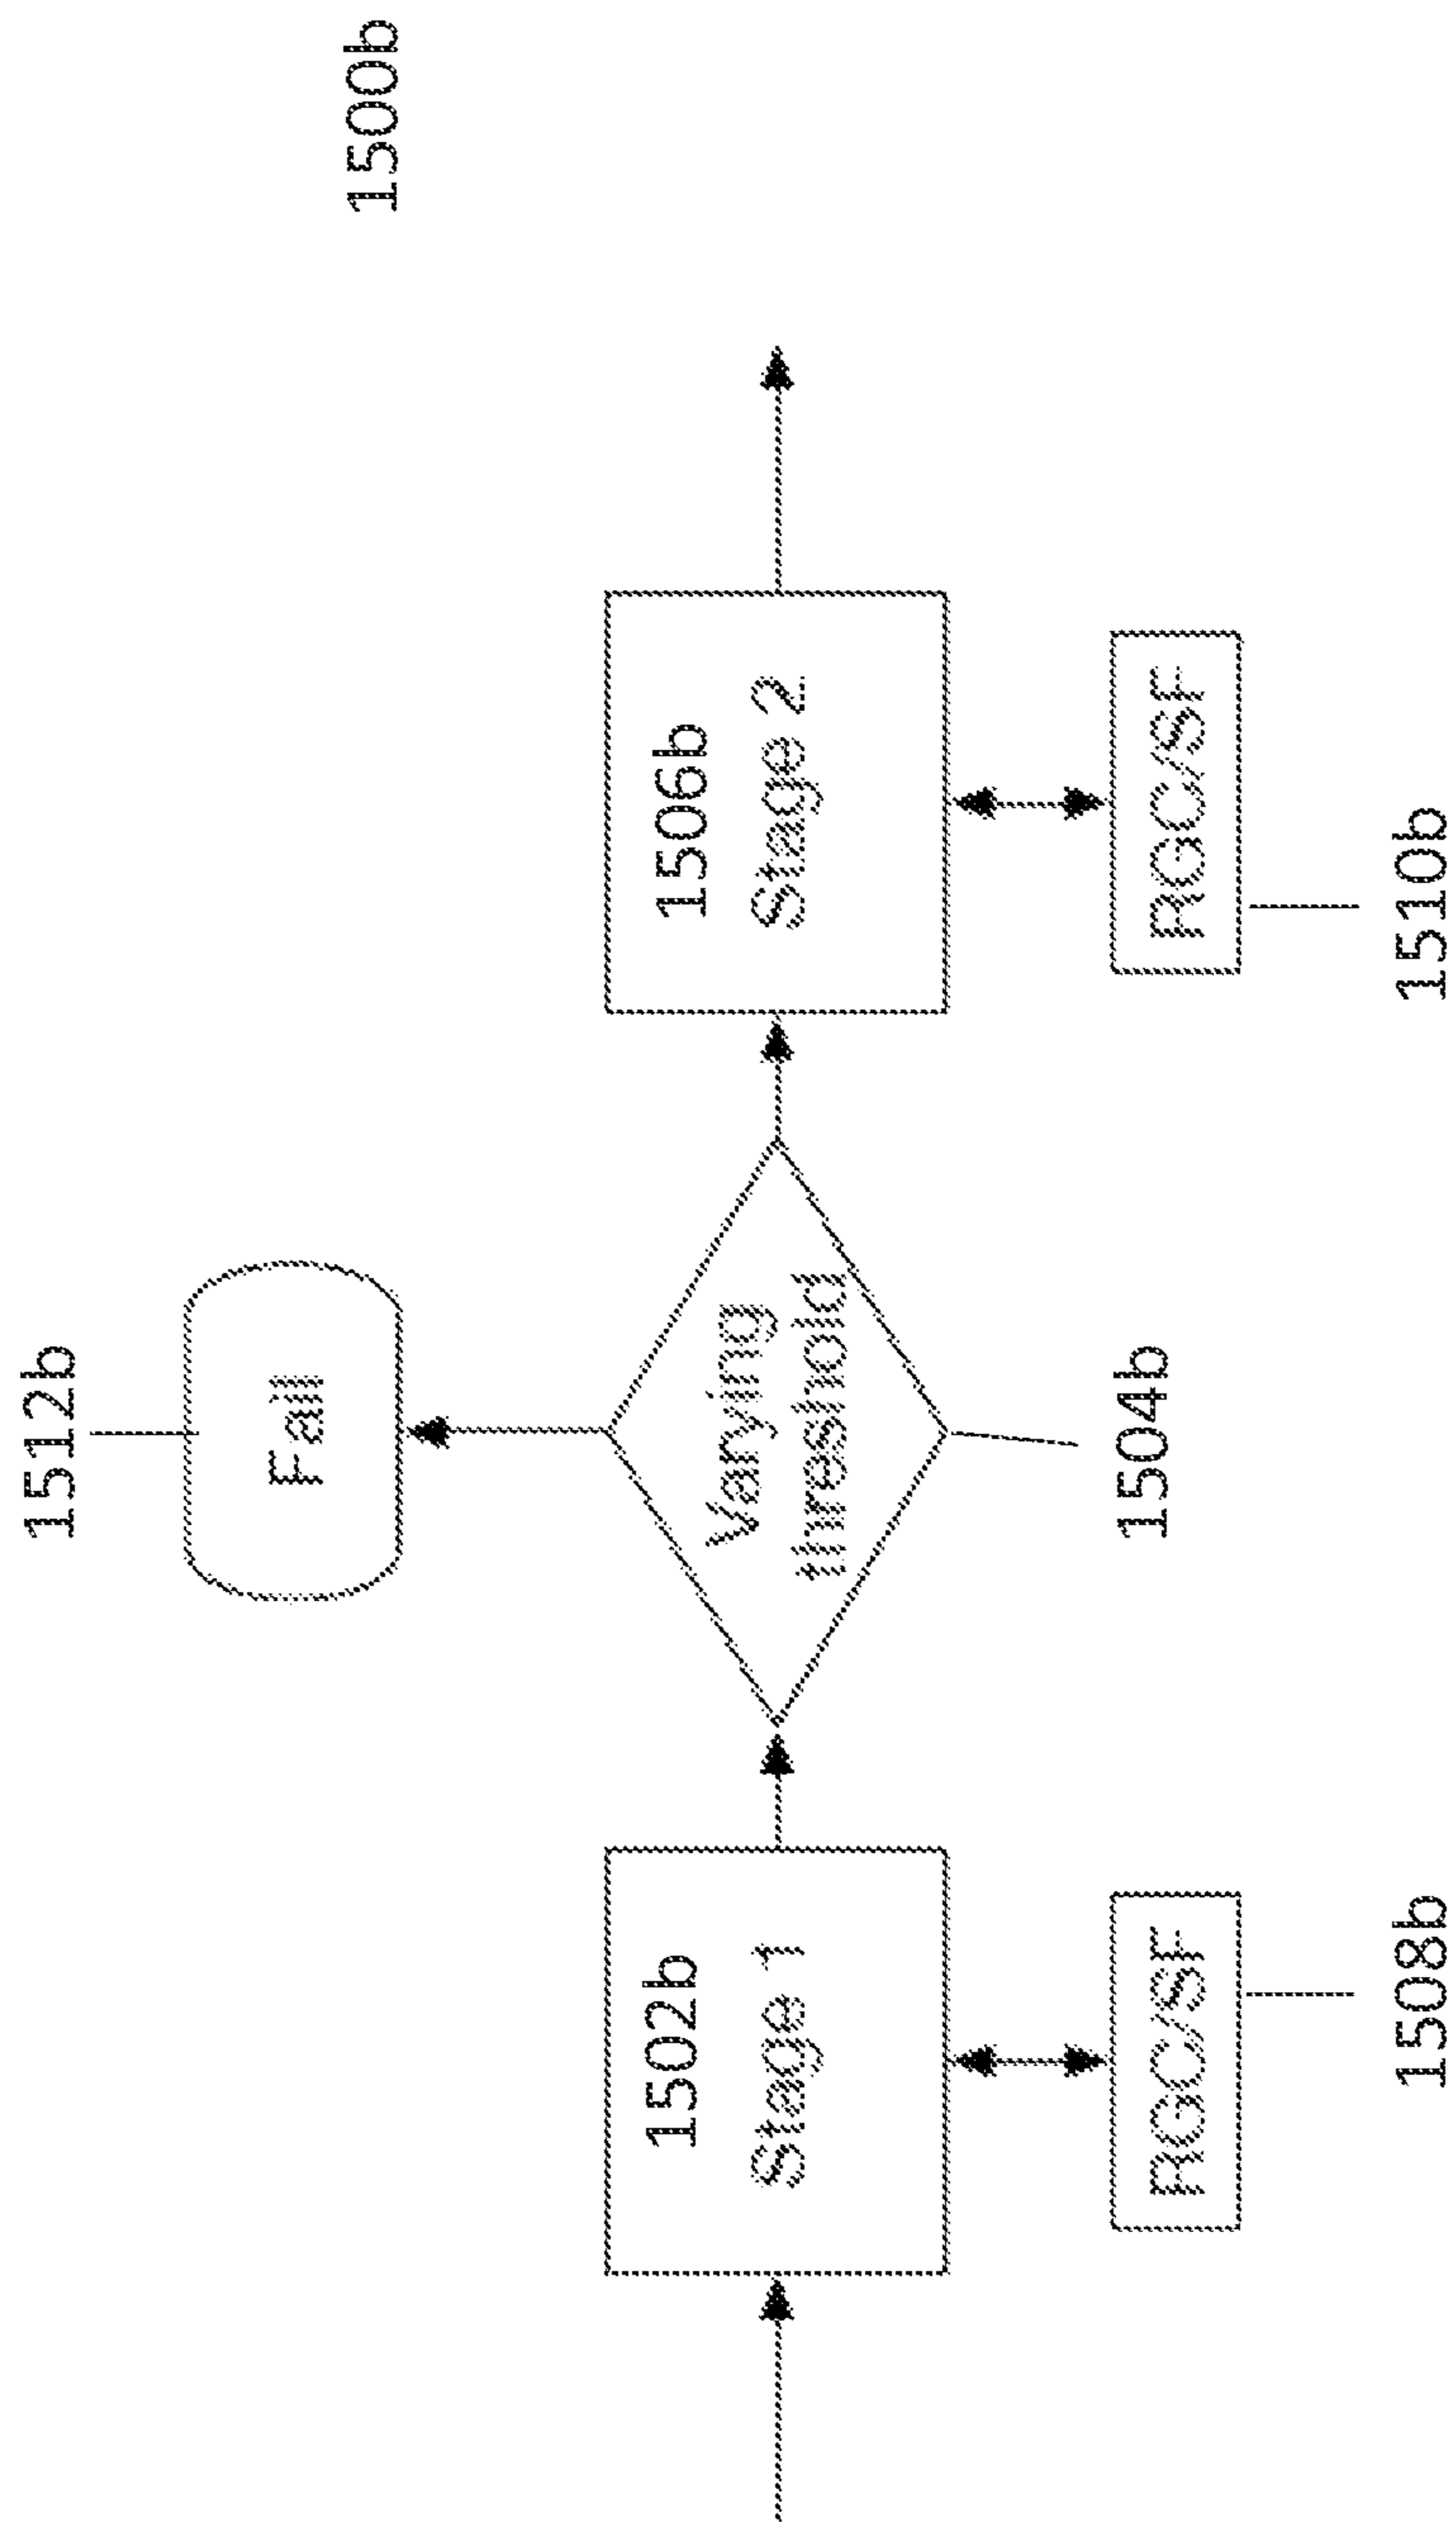 1500b
1512b
Fail
1502b
Stage 1
Varying
threshold
1506b
Stage 2
1504b
RGC/SF
RGC/SF
1508b
1510b